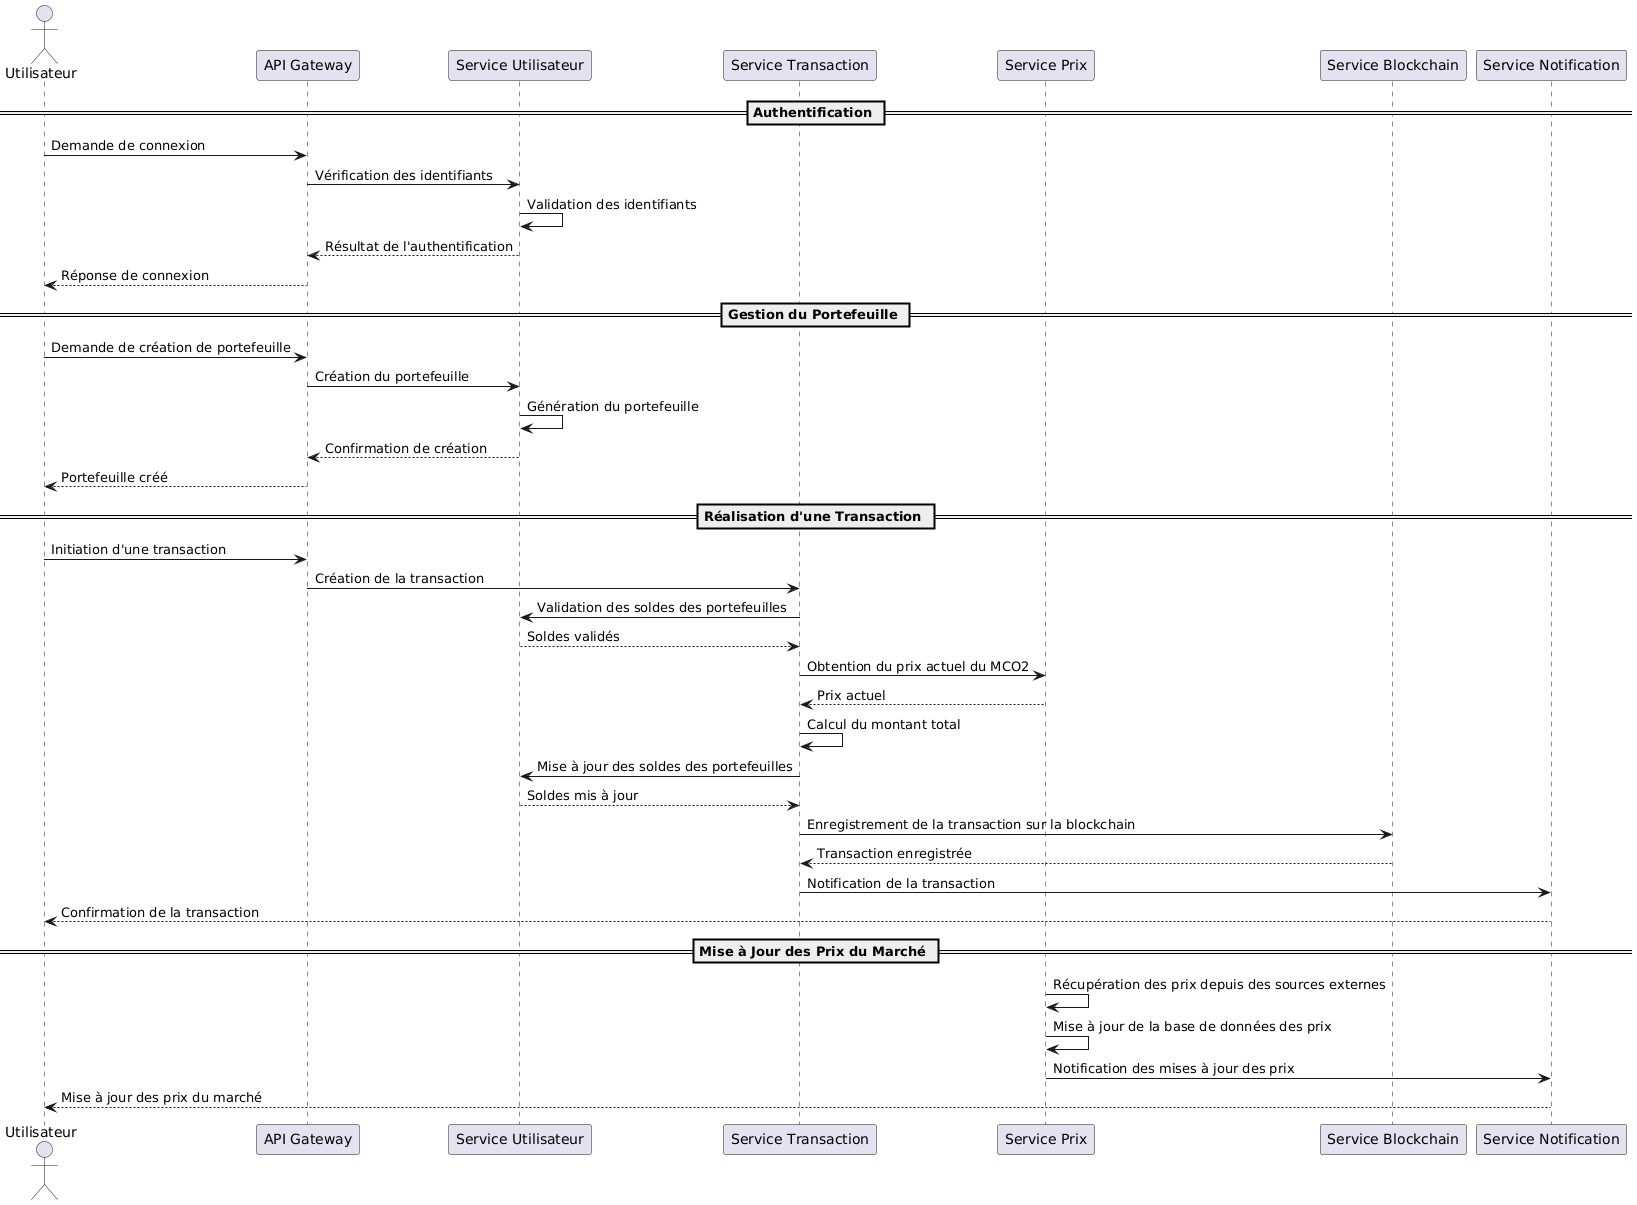 Utilisateur
API Gateway
Service Utilisateur
Service Transaction
Service Prix
Service Blockchain
Service Notification
Authentification
Demande de connexion
Vérification des identifiants
Validation des identifiants
Résultat de l'authentification
Réponse de connexion
Gestion du Portefeuille
Demande de création de portefeuille
Création du portefeuille
Génération du portefeuille
Confirmation de création
Portefeuille créé
Réalisation d'une Transaction
Initiation d'une transaction
Création de la transaction
Validation des soldes des portefeuilles
Soldes validés
Obtention du prix actuel du MCO2
Prix actuel
Calcul du montant total
Mise à jour des soldes des portefeuilles
Soldes mis à jour
Enregistrement de la transaction sur la blockchain
Transaction enregistrée
Notification de la transaction
Confirmation de la transaction
Mise à Jour des Prix du Marché
Récupération des prix depuis des sources externes
Mise à jour de la base de données des prix
Notification des mises à jour des prix
Mise à jour des prix du marché
Utilisateur
API Gateway
Service Utilisateur
Service Transaction
Service Prix
Service Blockchain
Service Notification